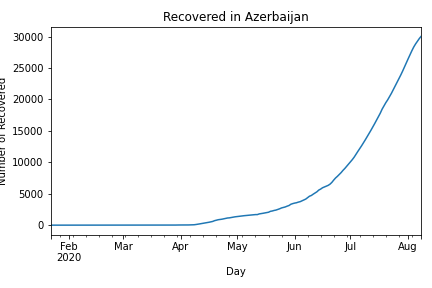 Recovered in Azerbaijan
30000
25000
20000
15000
10000
5000
0
Number of Recovered
Feb
2020
Mar
Apr
May
Jun
Jul
Aug
Day